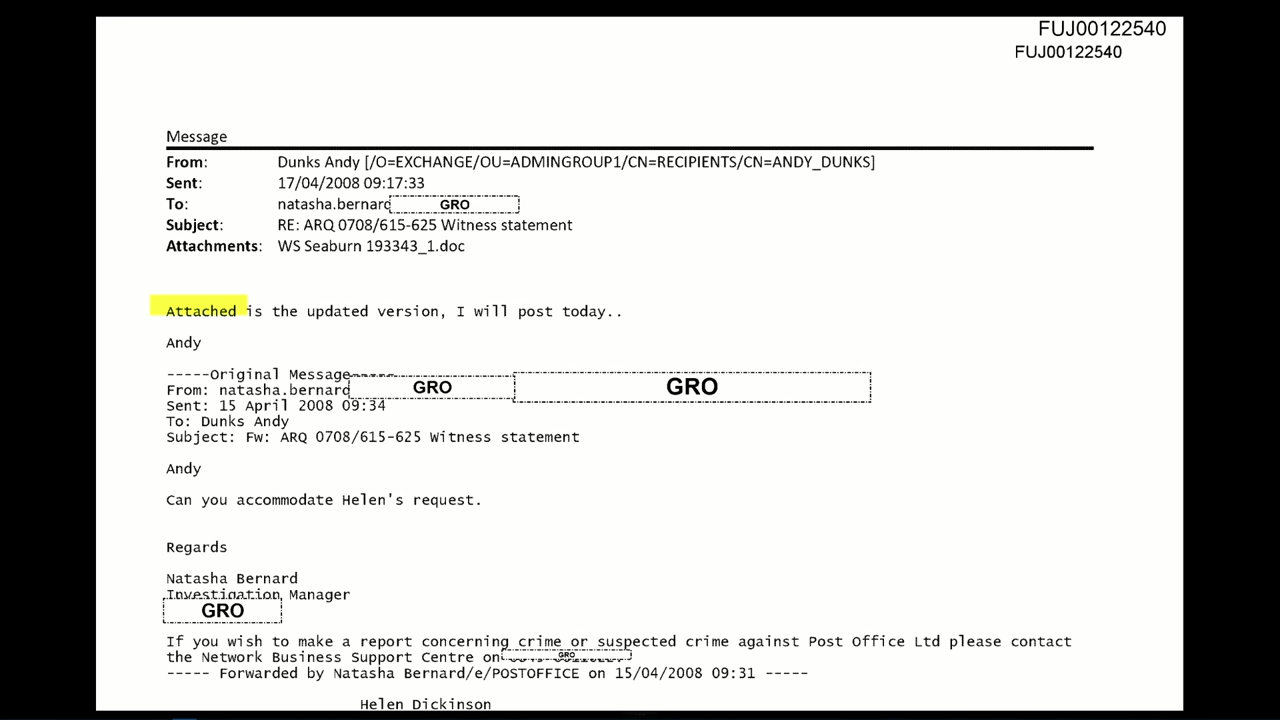 FUJ00122540
FUJ00122540
Message
From: Dunks Andy [/O=EXCHANGE/OU=ADMINGROUP1/CN=RECIPIENTS/CN=ANDY_DUNKS]
Sent: 17/04/2008 09:17:33
To: natasha.bernard GRO
Subject: RE: ARQ 0708/615-625 Witness statement
Attachments: WS Seaburn 193343_1.doc
Attached is the updated version, I will post today..
Andy
-----Original Message-----
From: natasha.bernard GRO GRO
Sent: 15 April 2008 09:34
To: Dunks Andy
Subject: Fw: ARQ 0708/615-625 Witness statement
Andy
Can you accommodate Helen's request.
Regards
Natasha Bernard
Investigation Manager
GRO
If you wish to make a report concerning crime or suspected crime against Post Office Ltd please contact
the Network Business Support Centre on GRO
----- Forwarded by Natasha Bernard/e/POSTOFFICE on 15/04/2008 09:31 -----
Helen Dickinson